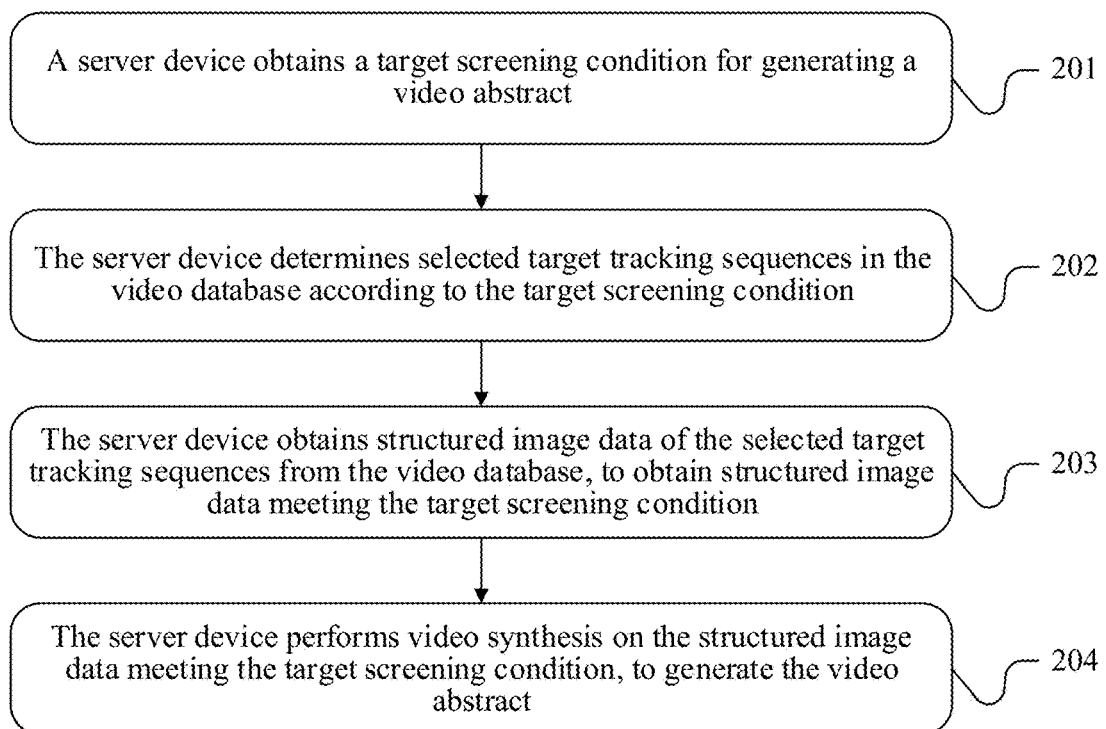 A server device obtains a target screening condition for generating a
video abstract
201
The server device determines selected target tracking sequences in the
video database according to the target screening condition
202
The server device obtains structured image data of the selected target
tracking sequences from the video database, to obtain structured image
data meeting the target screening condition
203
The server device performs video synthesis on the structured image
data meeting the target screening condition, to generate the video
abstract
204